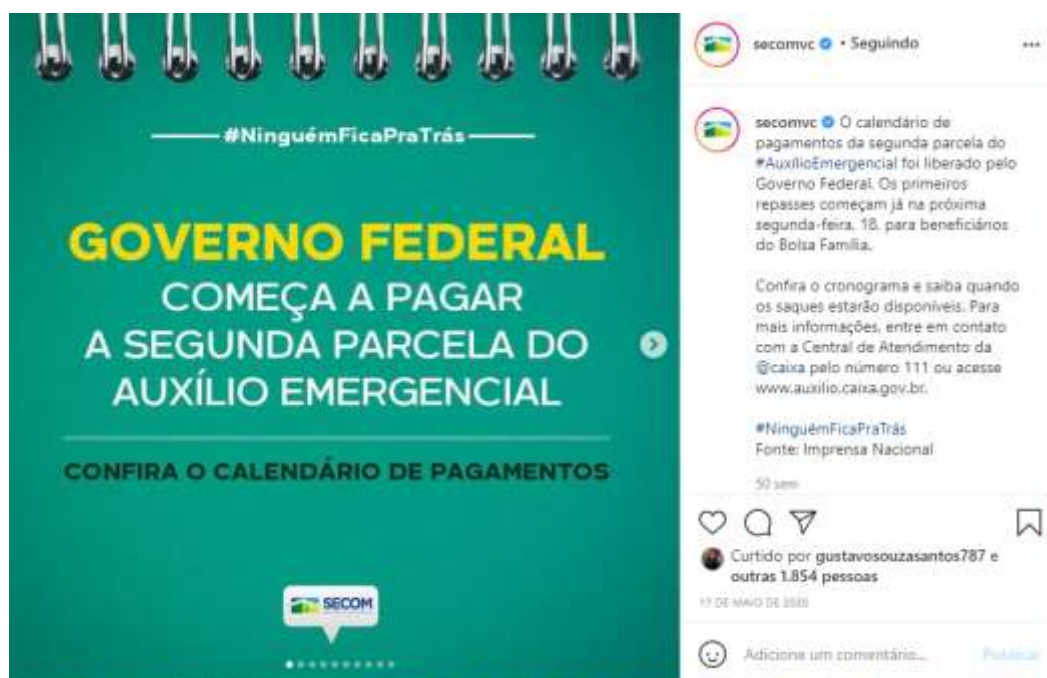 #NinguémFicaPraTrás
GOVERNO FEDERAL
COMEÇA A PAGAR
A SEGUNDA PARCELA DO
AUXÍLIO EMERGENCIAL
CONFIRA O CALENDÁRIO DE PAGAMENTOS
SECOM
secomvc • Seguindo
secomvc O calendário de
pagamentos da segunda parcela do
#AuxílioEmergencial foi liberado pelo
Governo Federal. Os primeiros
repasses começam já na próxima
segunda-feira, 18, para beneficiários
do Bolsa Família.
Confira o cronograma e saiba quando
os saques estarão disponíveis. Para
mais informações, entre em contato
com a Central de Atendimento da
@caixa pelo número 111 ou acesse
www.auxilio.caixa.gov.br.
#NinguémFicaPraTrás
Fonte: Imprensa Nacional
50 sem
Curtido por gustavosouzasantos787 e
outras 1.854 pessoas
17 DE MAIO DE 2020
Adicione um comentário...
Publicar